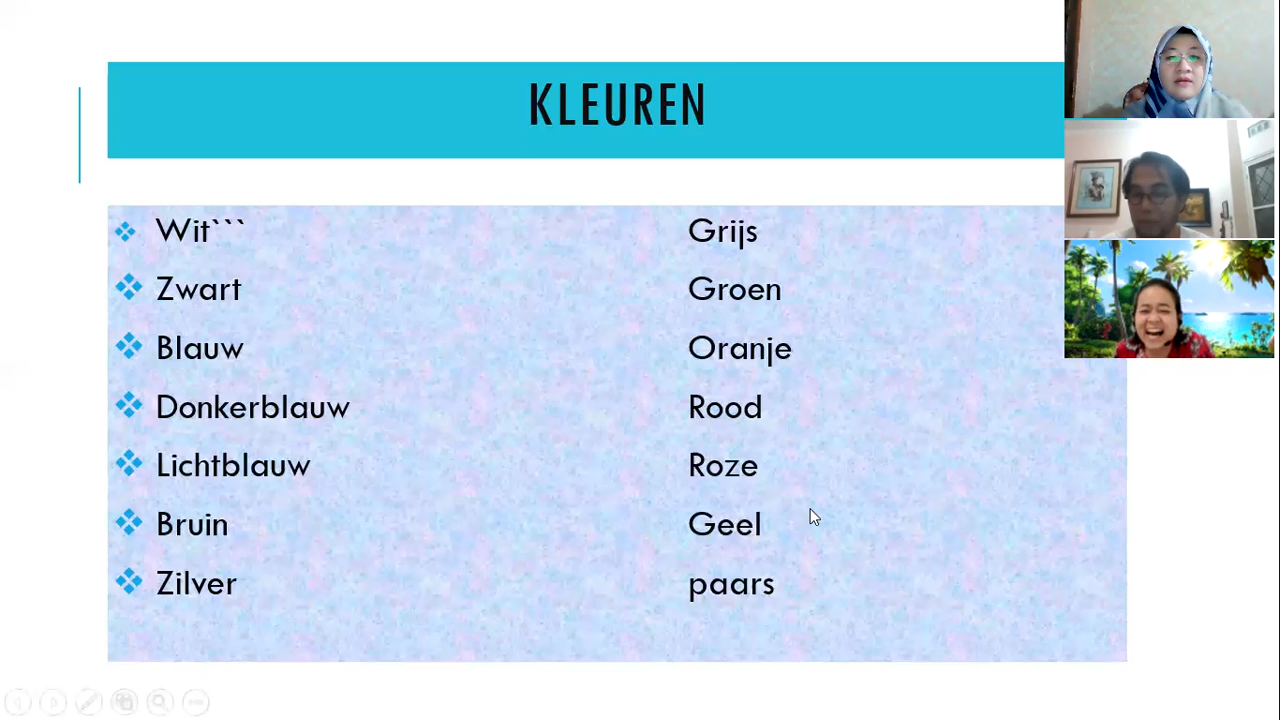 KLEUREN
Wit```
Zwart
Blauw
Donkerblauw
Lichtblauw
Bruin
Zilver
Grijs
Groen
Oranje
Rood
Roze
Geel
paars